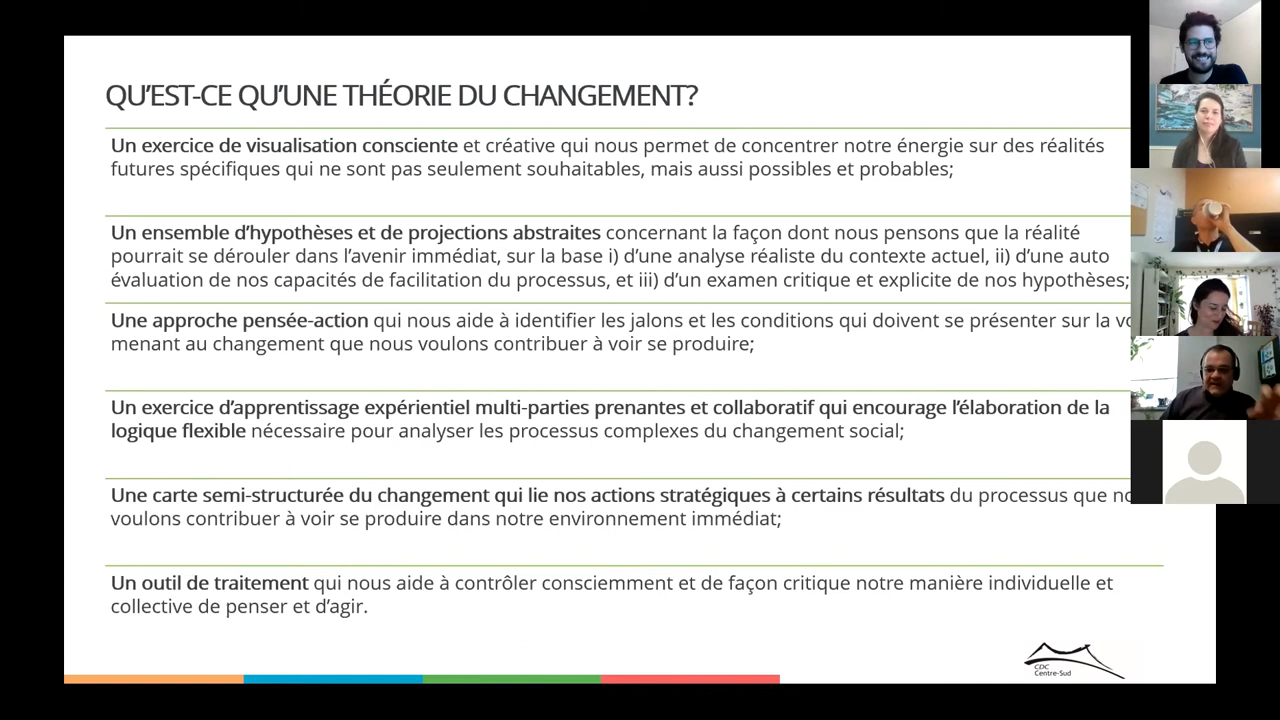 QU'EST-CE QU'UNE THÉORIE DU CHANGEMENT?
Un exercice de visualisation consciente et créative qui nous permet de concentrer notre énergie sur des réalités
futures spécifiques qui ne sont pas seulement souhaitables, mais aussi possibles et probables;
Un ensemble d'hypothèses et de projections abstraites concernant la façon dont nous pensons que la réalité
pourrait se dérouler dans l'avenir immédiat, sur la base i) d'une analyse réaliste du contexte actuel, ii) d'une auto
évaluation de nos capacités de facilitation du processus, et iii) d'un examen critique et explicite de nos hypothèses;
Une approche pensée-action qui nous aide à identifier les jalons et les conditions qui doivent se présenter sur la
menant au changement que nous voulons contribuer à voir se produire;
Un exercice d'apprentissage expérientiel multi-parties prenantes et collaboratif qui encourage l'élaboration de la
logique flexible nécessaire pour analyser les processus complexes du changement social;
Une carte semi-structurée du changement qui lie nos actions stratégiques à certains résultats du processus que
voulons contribuer à voir se produire dans notre environnement immédiat;
Un outil de traitement qui nous aide à contrôler consciemment et de façon critique notre manière individuelle et
collective de penser et d'agir.
CDC
Centre-Sud